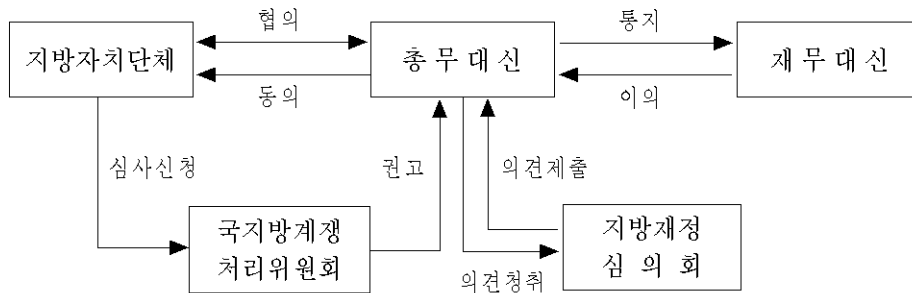 협의
통지
지방자치단체
총무대신
재무대신
동의
이의
심사신청
권고
의견제출
국지방계쟁
처리위원회
지방재정
심의회
의견청취